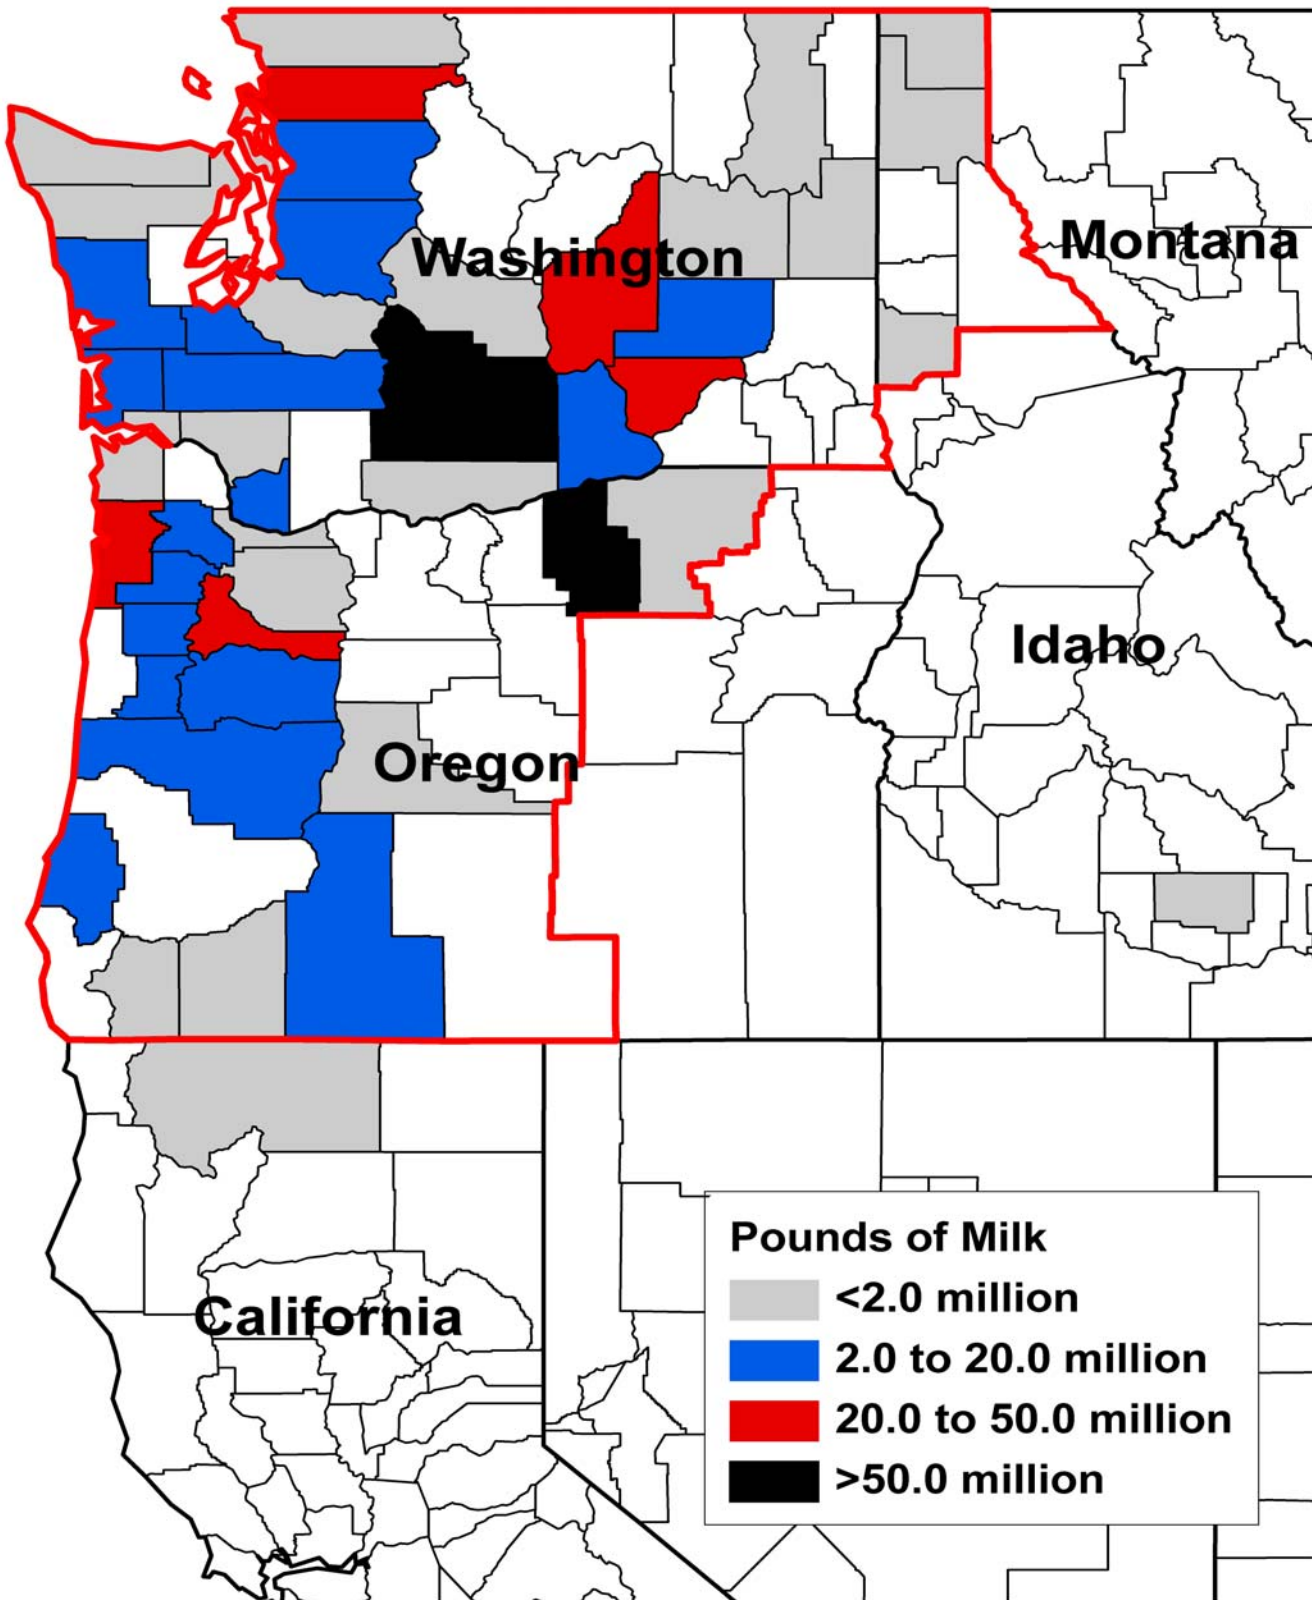 Washington
Montana
Idaho
Oregon
California
Pounds of Milk
<2.0 million
2.0 to 20.0 million
20.0 to 50.0 million
>50.0 million